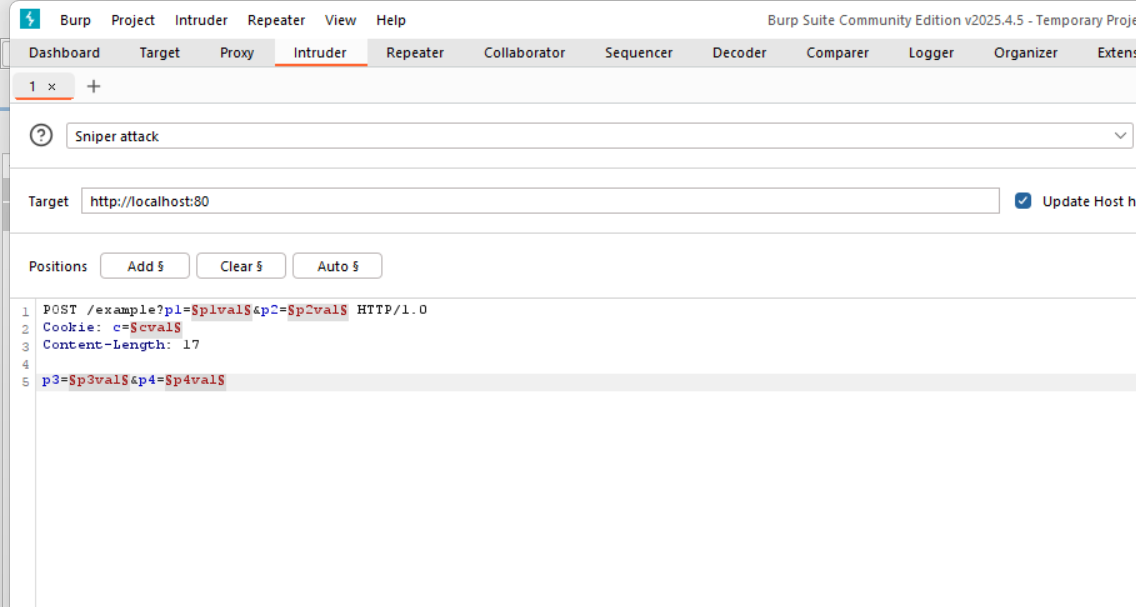 Burp Project Intruder Repeater View Help Burp Suite Community Edition v2025.4.5 - Temporary Proje
Dashboard Target Proxy Intruder Repeater Collaborator Sequencer Decoder Comparer Logger Organizer Extens
1 × +
? Sniper attack
Target http://localhost:80 Update Host h
Positions Add § Clear § Auto §
1 POST /example?p1=§p1val§&p2=§p2val§ HTTP/1.0
2 Cookie: c=§cval§
3 Content-Length: 17
4
5 p3=§p3val§&p4=§p4val§